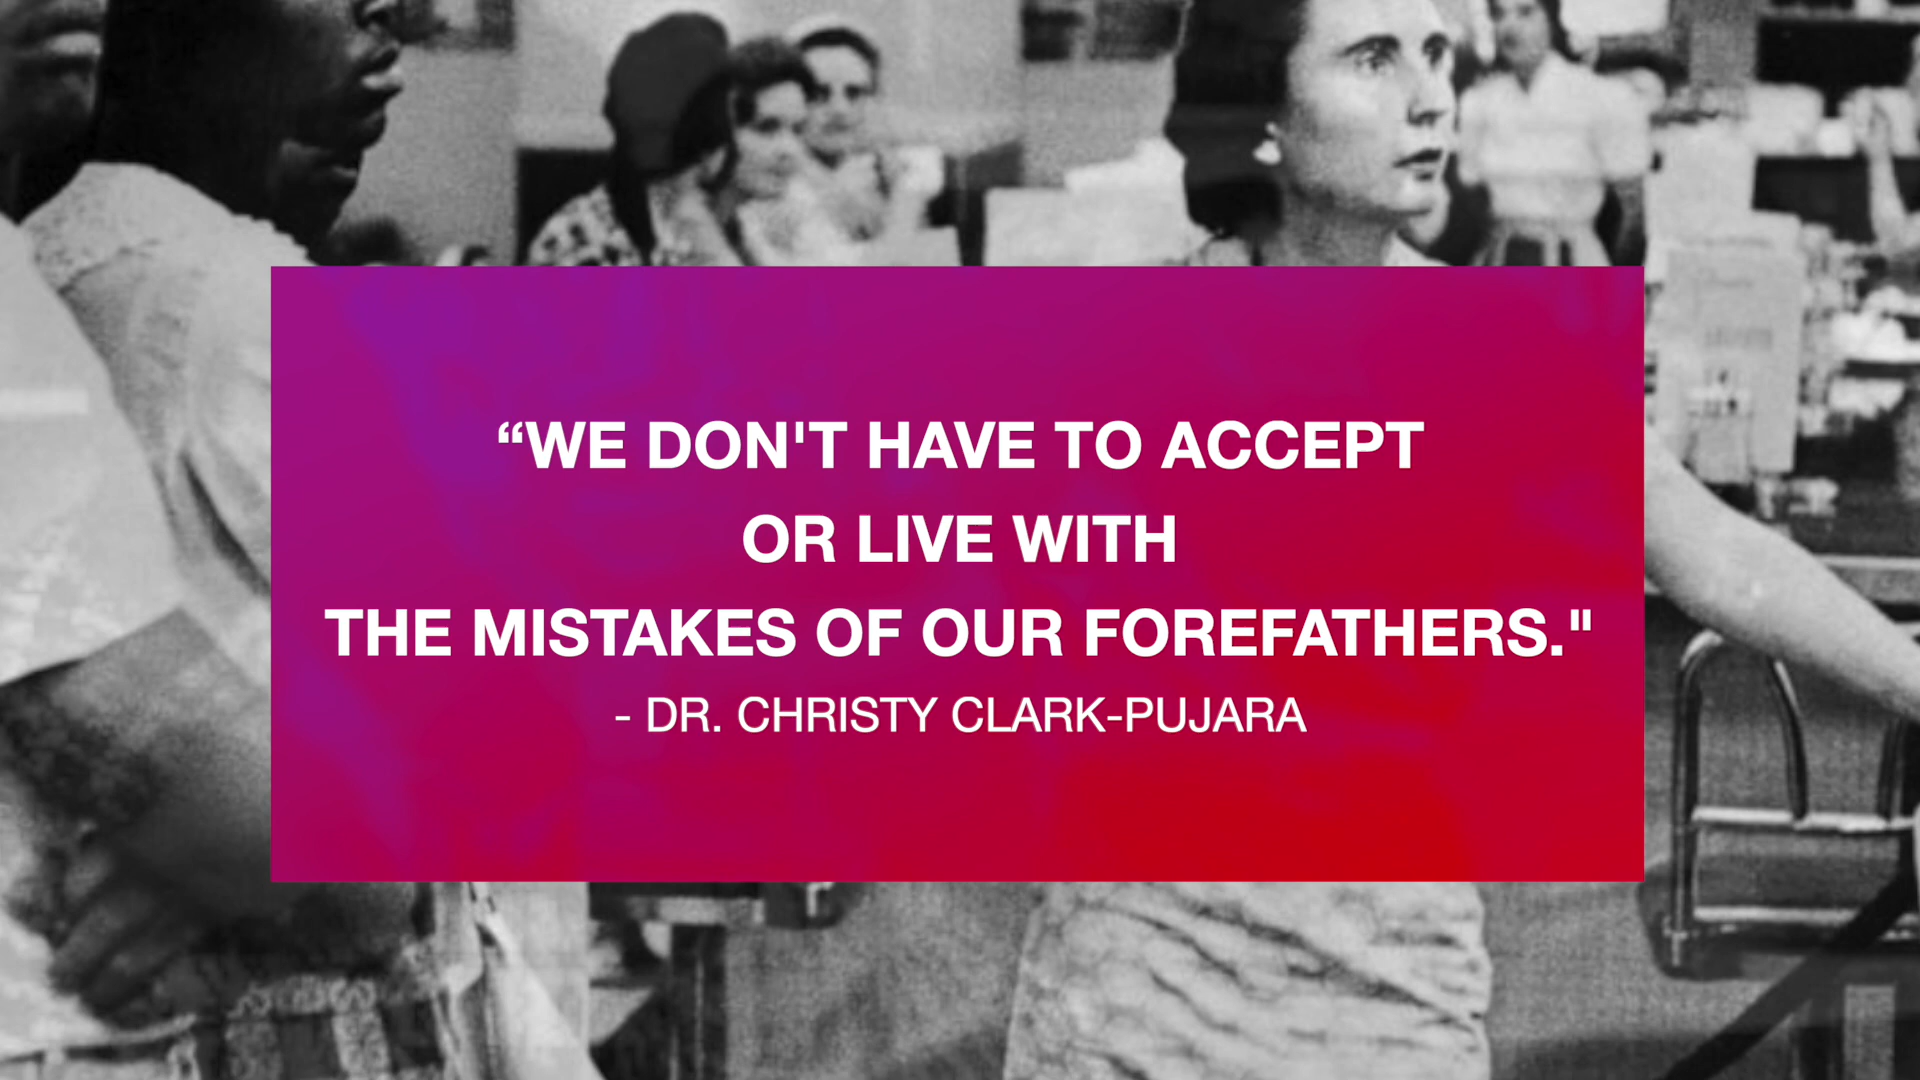 “WE DON'T HAVE TO ACCEPT
OR LIVE WITH
THE MISTAKES OF OUR FOREFATHERS."
- DR. CHRISTY CLARK-PUJARA